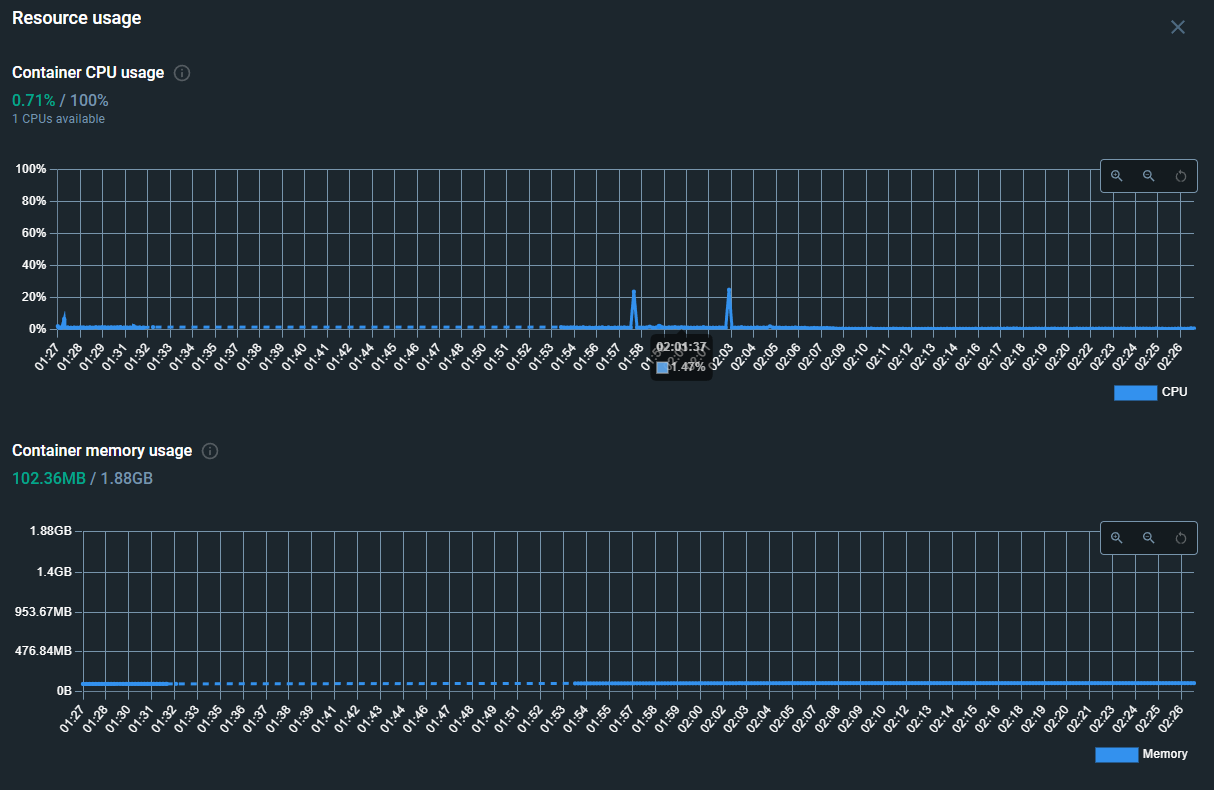 Resource usage
Container CPU usage
0.71% / 100%
1 CPUs available
100%
80%
60%
40%
20%
0%
01:27 01:28 01:29 01:31 01:32 01:33 01:34 01:35 01:37 01:38 01:39 01:40 01:41 01:42 01:44 01:45 01:46 01:47 01:48 01:50 01:51 01:52 01:53 01:54 01:56 01:57 01:58 02:03 02:04 02:05 02:06 02:07 02:09 02:10 02:11 02:12 02:13 02:14 02:16 02:17 02:18 02:19 02:20 02:22 02:23 02:24 02:25 02:26
02:01:37
1.47%
CPU
Container memory usage
102.36MB / 1.88GB
1.88GB
1.4GB
953.67MB
476.84MB
0B
01:27 01:28 01:30 01:31 01:32 01:33 01:35 01:36 01:37 01:38 01:39 01:41 01:42 01:43 01:44 01:46 01:47 01:48 01:49 01:51 01:52 01:53 01:54 01:55 01:57 01:58 01:59 02:00 02:02 02:03 02:04 02:05 02:07 02:08 02:09 02:10 02:12 02:13 02:14 02:15 02:16 02:18 02:19 02:20 02:21 02:23 02:24 02:25 02:26
Memory